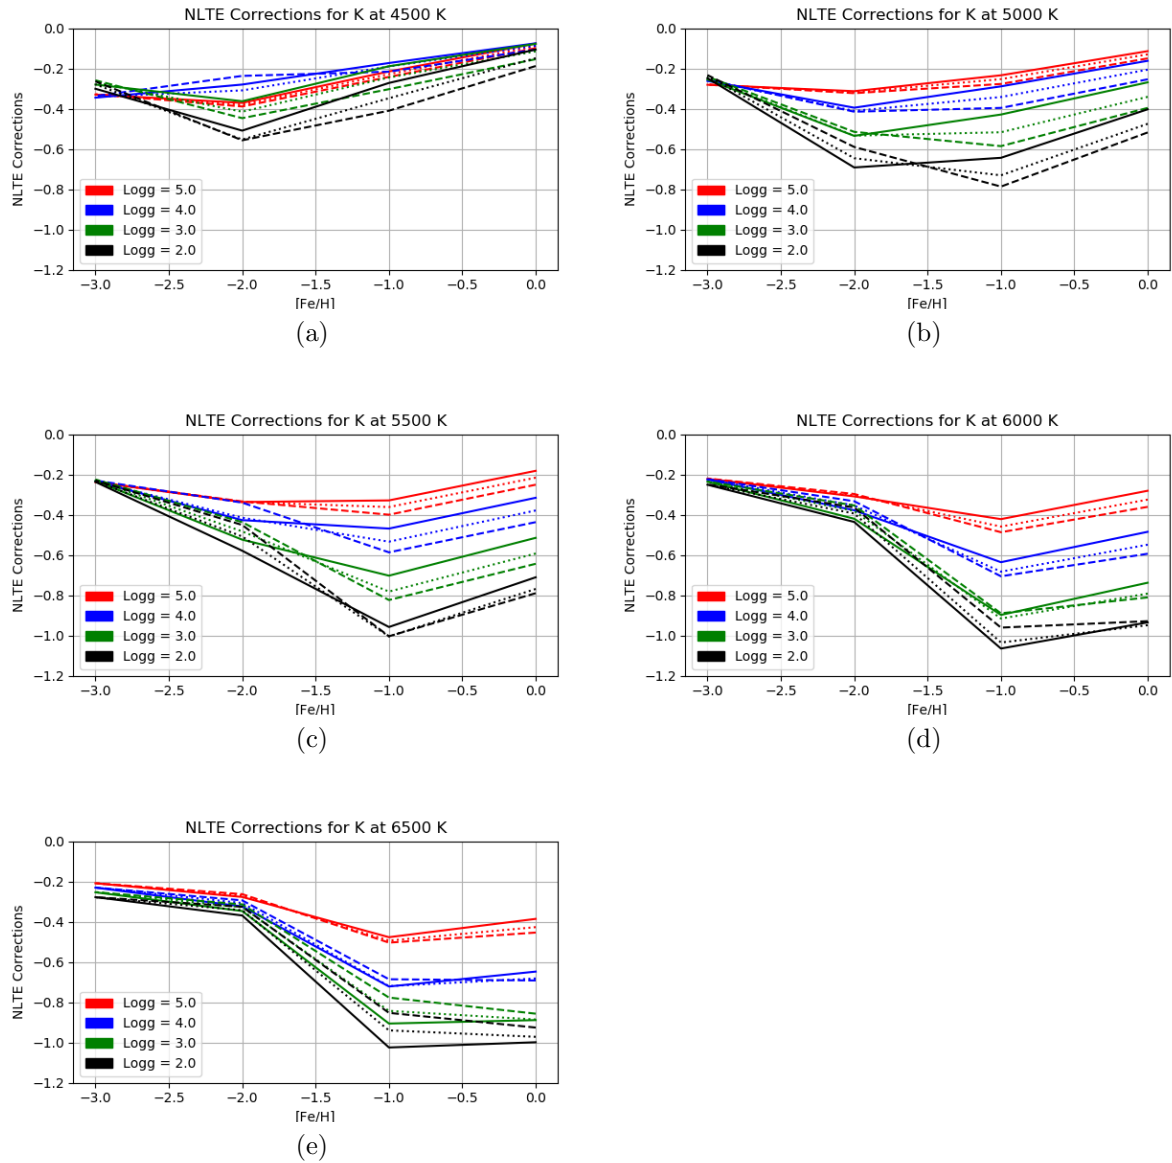 NLTE Corrections for K at 4500 K
0.0
−0.2
−0.4
−0.6
−0.8
−1.0
−1.2
NLTE Corrections
Logg = 5.0
Logg = 4.0
Logg = 3.0
Logg = 2.0
−3.0 −2.5 −2.0 −1.5 −1.0 −0.5 0.0
[Fe/H]
(a)
NLTE Corrections for K at 5000 K
0.0
−0.2
−0.4
−0.6
−0.8
−1.0
−1.2
NLTE Corrections
Logg = 5.0
Logg = 4.0
Logg = 3.0
Logg = 2.0
−3.0 −2.5 −2.0 −1.5 −1.0 −0.5 0.0
[Fe/H]
(b)
NLTE Corrections for K at 5500 K
0.0
−0.2
−0.4
−0.6
−0.8
−1.0
−1.2
NLTE Corrections
Logg = 5.0
Logg = 4.0
Logg = 3.0
Logg = 2.0
−3.0 −2.5 −2.0 −1.5 −1.0 −0.5 0.0
[Fe/H]
(c)
NLTE Corrections for K at 6000 K
0.0
−0.2
−0.4
−0.6
−0.8
−1.0
−1.2
NLTE Corrections
Logg = 5.0
Logg = 4.0
Logg = 3.0
Logg = 2.0
−3.0 −2.5 −2.0 −1.5 −1.0 −0.5 0.0
[Fe/H]
(d)
NLTE Corrections for K at 6500 K
0.0
−0.2
−0.4
−0.6
−0.8
−1.0
−1.2
NLTE Corrections
Logg = 5.0
Logg = 4.0
Logg = 3.0
Logg = 2.0
−3.0 −2.5 −2.0 −1.5 −1.0 −0.5 0.0
[Fe/H]
(e)